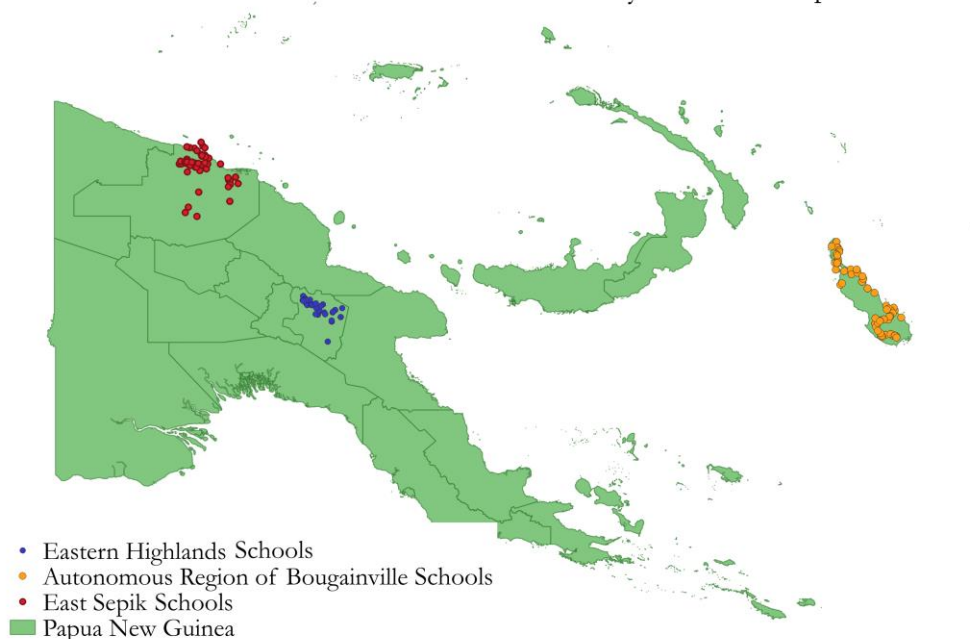 Eastern Highlands Schools
Autonomous Region of Bougainville Schools
East Sepik Schools
Papua New Guinea